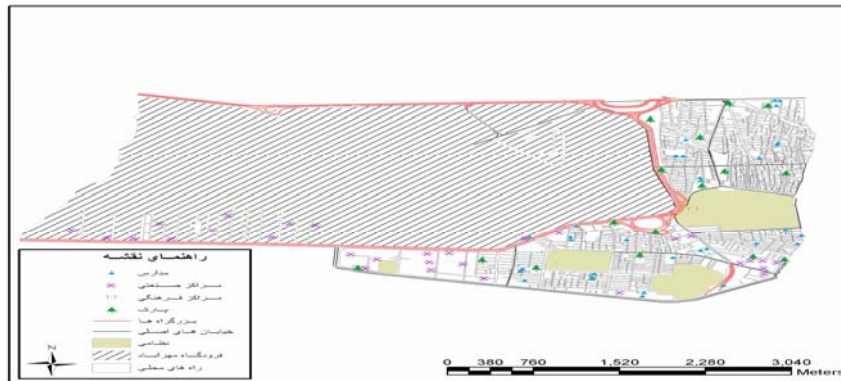 راهنمای نقشه
مدارس
مراکز صنعتی
مراکز فرهنگی
پارک
بزرگراه ها
خیابان های اصلی
نظامی
فرودگاه مهرآباد
راه های محلی
N
0 380 760 1,520 2,280 3,040
Meters